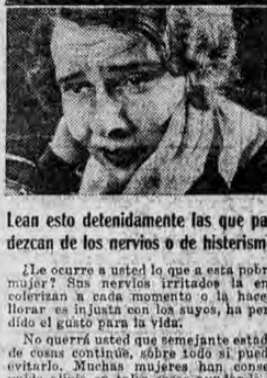 Lean esto detenidamente las que pa
dezcan de los nervios o de histerism
¿Le ocurre a usted lo que a esta pobr
mujer? Sus nervios irritados la en
colerizan a cada momento o la hace
llorar es injusta con los suyos, ha per
dido el gusto para la vida.
No querrá usted que semejante estad
de cosas continúe, sobre todo si pued
evitarlo. Muchas mujeres han conse